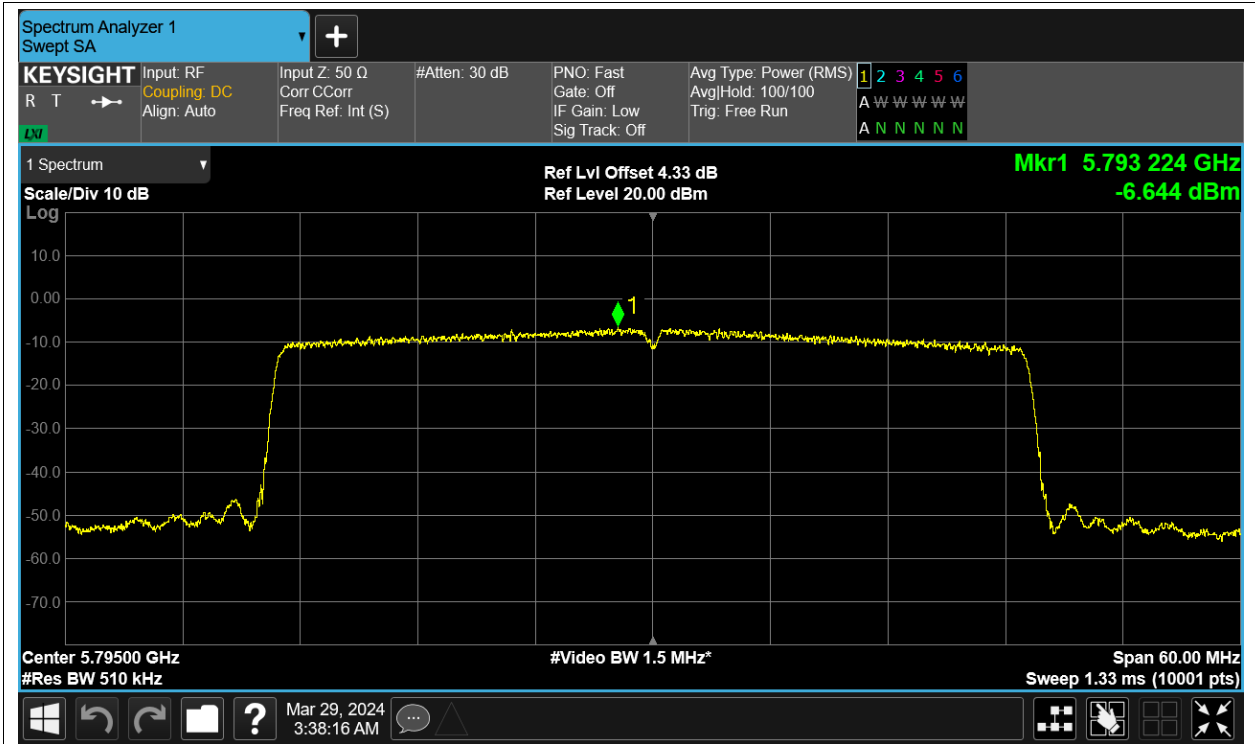 Spectrum Analyzer 1
Swept SA
KEYSIGHT
R T
LXI
Input: RF
Coupling: DC
Align: Auto
Input Z: 50 Ω
Corr CCorr
Freq Ref: Int (S)
#Atten: 30 dB
PNO: Fast
Gate: Off
IF Gain: Low
Sig Track: Off
Avg Type: Power (RMS)
Avg|Hold: 100/100
Trig: Free Run
1 2 3 4 5 6
A W W W W W
A N N N N N
1 Spectrum
Scale/Div 10 dB
Log
Ref Lvl Offset 4.33 dB
Ref Level 20.00 dBm
Mkr1 5.793 224 GHz
-6.644 dBm
10.0
0.00
-10.0
-20.0
-30.0
-40.0
-50.0
-60.0
-70.0
1
Center 5.79500 GHz
#Res BW 510 kHz
#Video BW 1.5 MHz*
Span 60.00 MHz
Sweep 1.33 ms (10001 pts)
?
Mar 29, 2024
3:38:16 AM